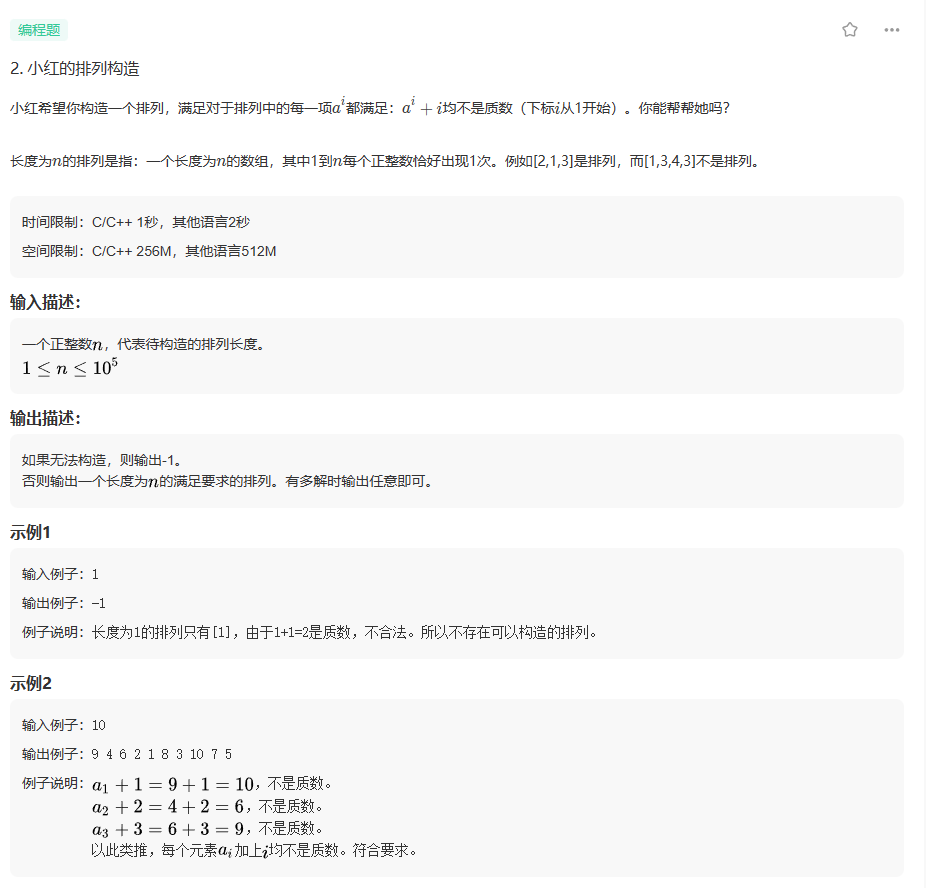 编程题
2. 小红的排列构造
小红希望你构造一个排列，满足对于排列中的每一项a^i都满足：a^i + i均不是质数（下标i从1开始）。你能帮帮她吗？
长度为n的排列是指：一个长度为n的数组，其中1到n每个正整数恰好出现1次。例如[2,1,3]是排列，而[1,3,4,3]不是排列。
时间限制：C/C++ 1秒，其他语言2秒
空间限制：C/C++ 256M，其他语言512M
输入描述：
一个正整数n，代表待构造的排列长度。
1 ≤ n ≤ 10^5
输出描述：
如果无法构造，则输出-1。
否则输出一个长度为n的满足要求的排列。有多解时输出任意即可。
示例1
输入例子：1
输出例子：-1
例子说明：长度为1的排列只有[1]，由于1+1=2是质数，不合法。所以不存在可以构造的排列。
示例2
输入例子：10
输出例子：9 4 6 2 1 8 3 10 7 5
例子说明：a_1 + 1 = 9 + 1 = 10，不是质数。
a_2 + 2 = 4 + 2 = 6，不是质数。
a_3 + 3 = 6 + 3 = 9，不是质数。
以此类推，每个元素a_i加上i均不是质数。符合要求。